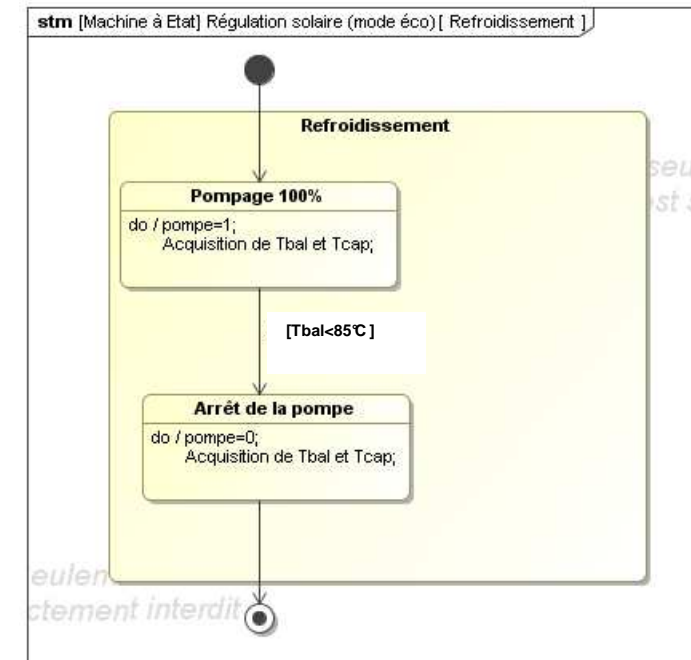 stm [Machine à Etat] Régulation solaire (mode éco) [ Refroidissement ]
Refroidissement
Pompage 100%
do / pompe=1;
Acquisition de Tbal et Tcap;
[Tbal<85°C ]
Arrêt de la pompe
do / pompe=0;
Acquisition de Tbal et Tcap;
interdit